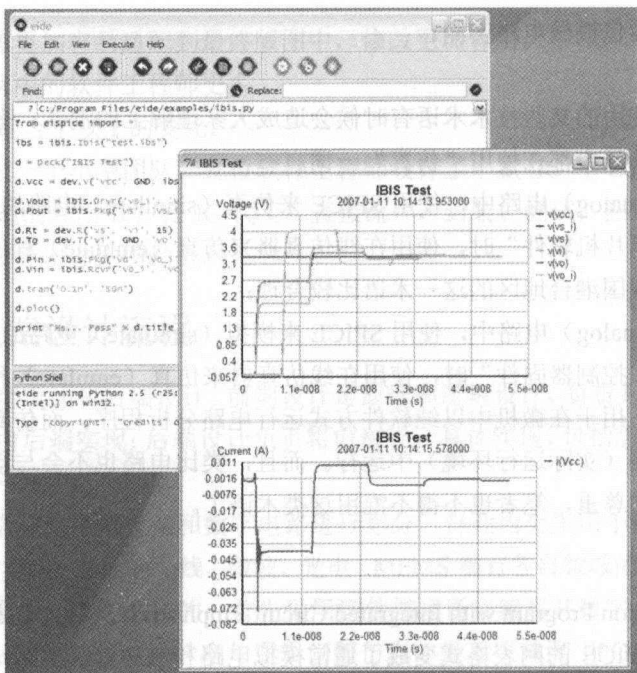 eide
File Edit View Execute Help
Find: Replace:
7 C:/Program Files/eide/examples/ibis.py
from eispice import
ibs = ibis.Ibis("test.ibs")
d = Deck("IBIS Test")
d.Vcc = dev.V('vcc', GND, ibs
d.Vout = ibis.Drvr('vs',
d.Pout = ibis.Pkg('vs', 'vs_
d.Rt = dev.R('vs', 'vi', 15)
d.Tg = dev.T('vi', GND, 'vo'
d.Pin = ibis.Pkg('vo', 'vo_i'
d.Vin = ibis.Rcvr('vo_i',
d.tran('0.1n', '50n')
d.plot()
print "Ms. Pass" % d.title
Python Shell
eide running Python 2.5 (r25:
(Intel)] on win32.
Type "copyright", "credits" o
IBIS Test
IBIS Test
Voltage (V) 2007-01-11 10:14:13.953000
4.5
4
3.6
3.1
2.7
2.2
1.8
1.3
0.85
0.4
-0.057
v(vcc)
v(vs_i)
v(vs)
v(vi)
v(vo)
v(vo_i)
0 1.1e-008 2.2e-008 3.3e-008 4.4e-008 5.5e-008
Time (s)
IBIS Test
Current (A) 2007-01-11 10:14:15.578000
0.011
0.0016
-0.0076
-0.017
-0.026
-0.035
-0.045
-0.054
-0.063
-0.072
-0.082
i(Vcc)
0 1.1e-008 2.2e-008 3.3e-008 4.4e-008 5.5e-008
Time (s)